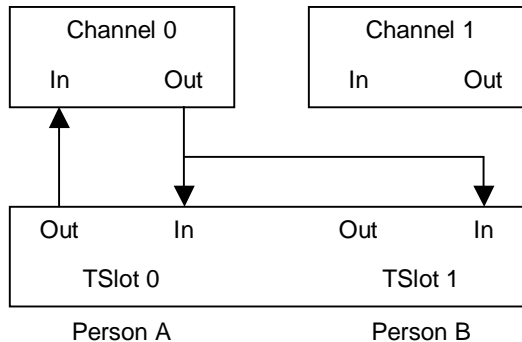 Channel 0 Channel 1
In Out In Out
Out In Out In
TSlot 0 TSlot 1
Person A Person B